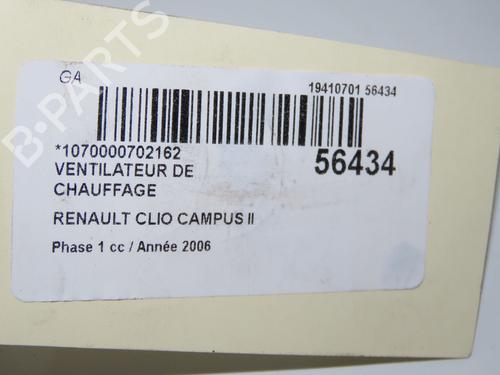 GA
19410701 56434
*1070000702162
56434
VENTILATEUR DE
CHAUFFAGE
RENAULT CLIO CAMPUS II
Phase 1 cc / Année 2006
B-PARTS